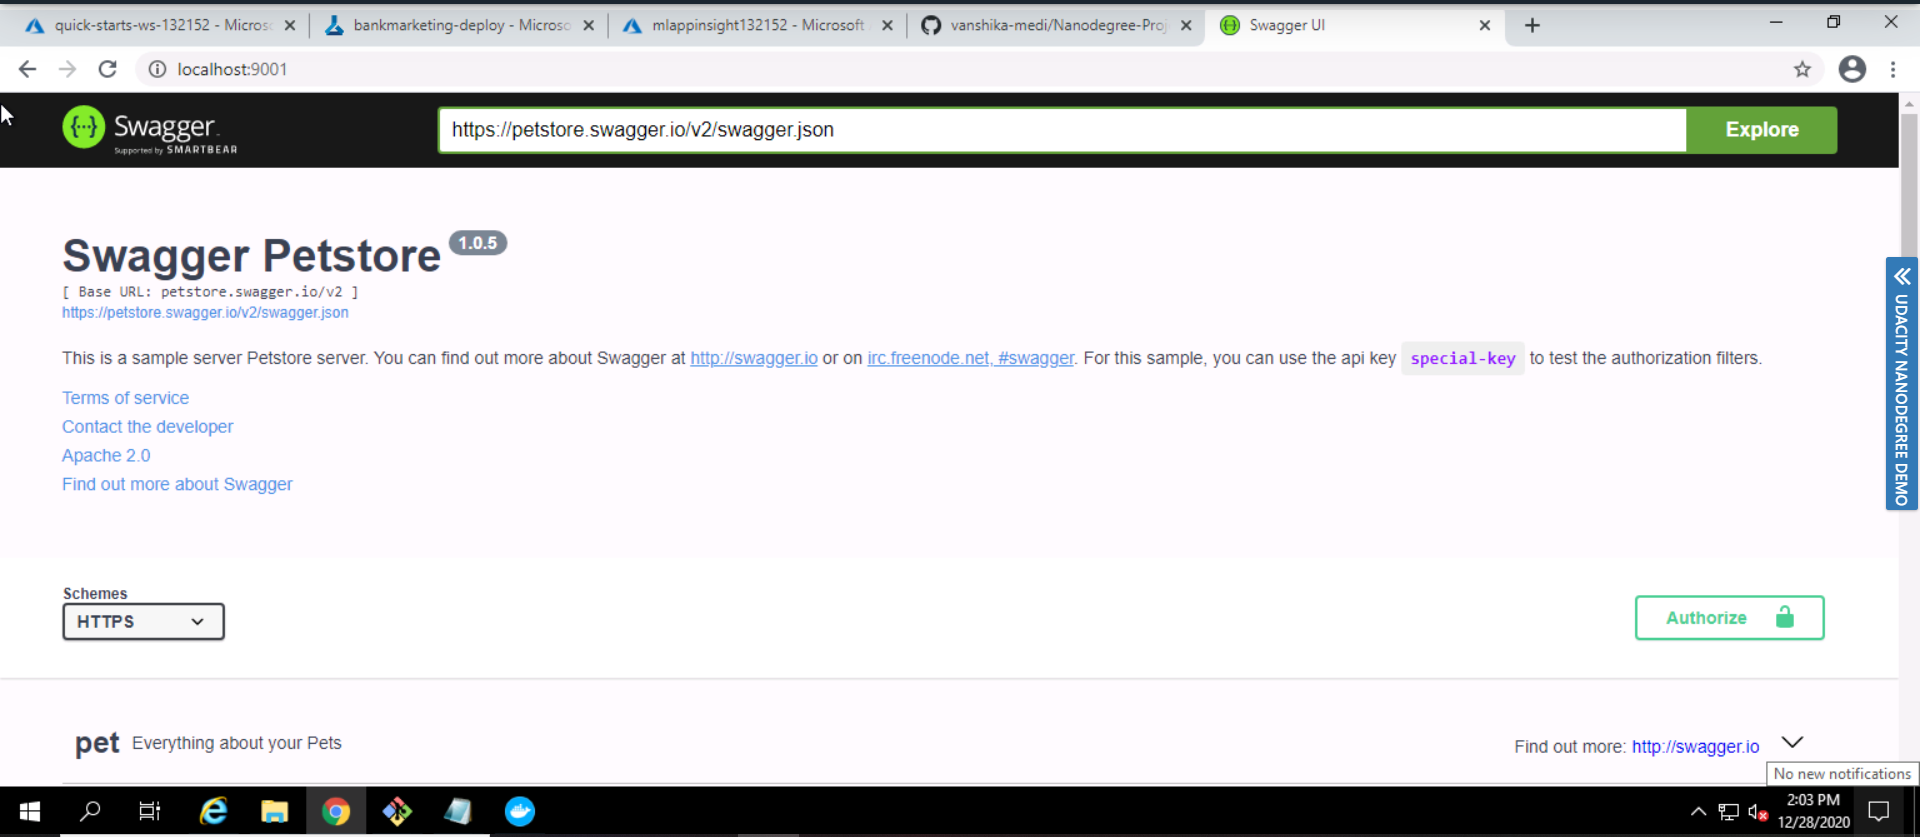 quick-starts-ws-132152 - Micros
bankmarketing-deploy - Microso
mlappinsight132152 - Microsoft
vanshika-medi/Nanodegree-Proj
Swagger UI
localhost:9001
Swagger
Supported by SMARTBEAR
https://petstore.swagger.io/v2/swagger.json
Explore
Swagger Petstore 1.0.5
[ Base URL: petstore.swagger.io/v2 ]
https://petstore.swagger.io/v2/swagger.json
This is a sample server Petstore server. You can find out more about Swagger at http://swagger.io or on irc.freenode.net, #swagger. For this sample, you can use the api key special-key to test the authorization filters.
Terms of service
Contact the developer
Apache 2.0
Find out more about Swagger
UDACITY NANODEGREE DEMO
Schemes
HTTPS
Authorize
pet Everything about your Pets
Find out more: http://swagger.io
No new notifications
2:03 PM
12/28/2020